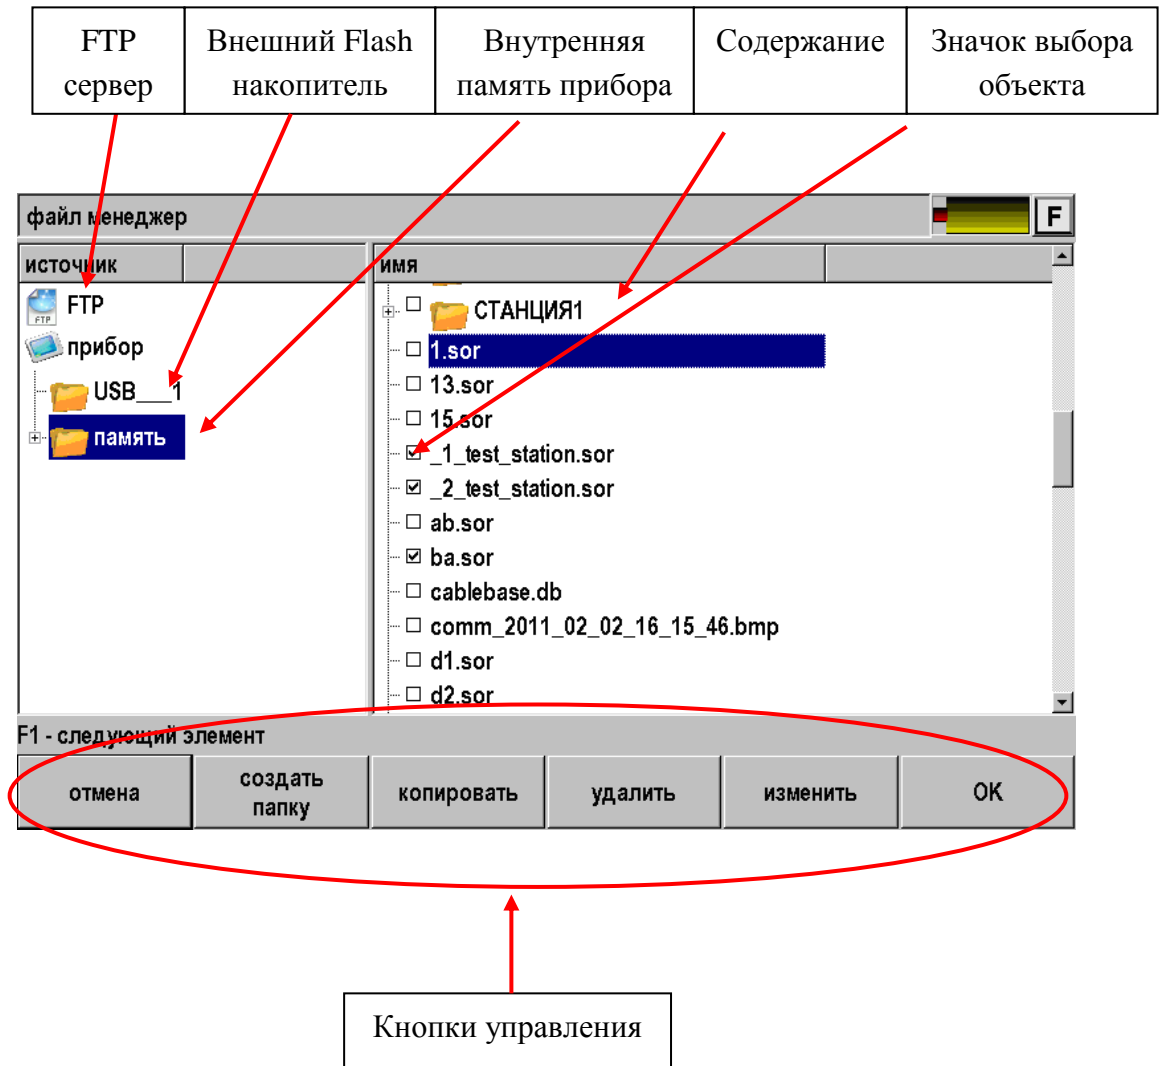 FTP
сервер
Внешний Flash
накопитель
Внутренняя
память прибора
Содержание
Значок выбора
объекта
файл менеджер
F
источник
имя
FTP
FTP
прибор
USB___1
память
СТАНЦИЯ1
1.sor
13.sor
15.sor
_1_test_station.sor
_2_test_station.sor
ab.sor
ba.sor
cablebase.db
comm_2011_02_02_16_15_46.bmp
d1.sor
d2.sor
F1 - следующий элемент
отмена
создать
папку
копировать
удалить
изменить
OK
Кнопки управления